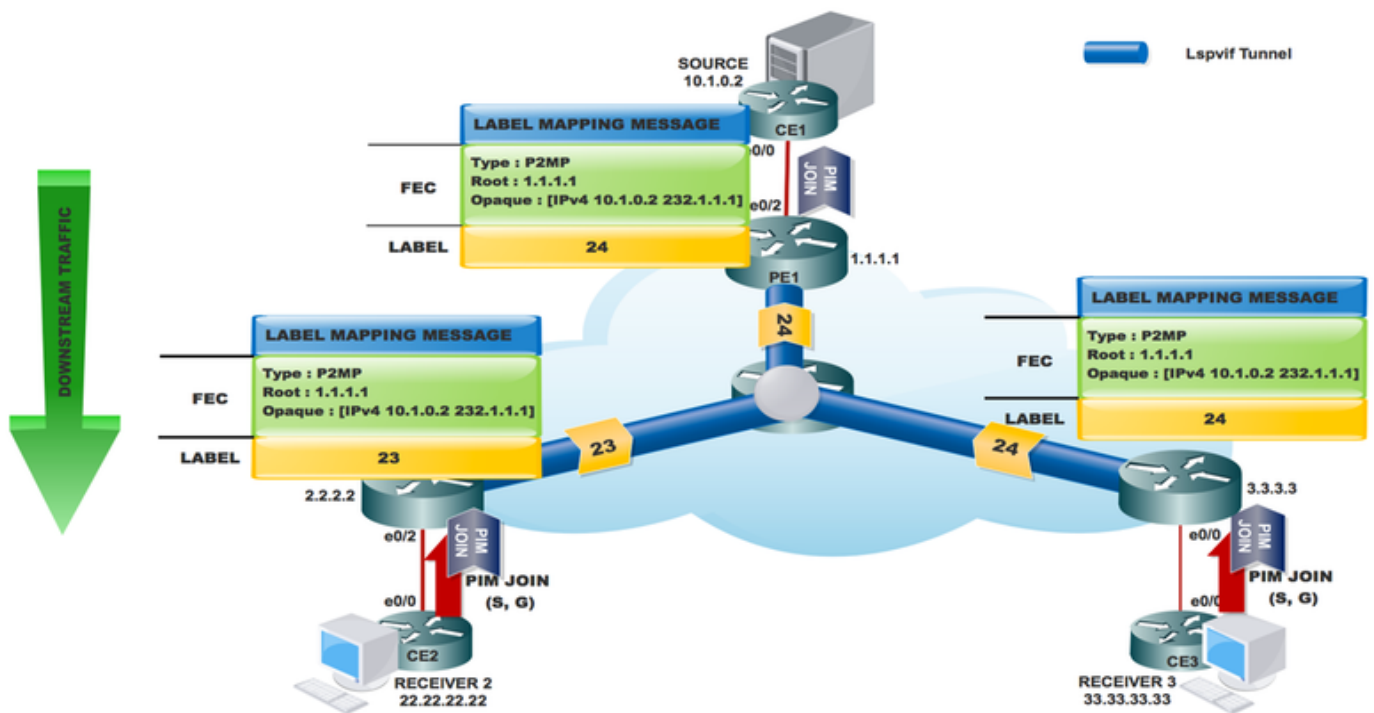 SOURCE
10.1.0.2
Lspvif Tunnel
CE1
e0/0
LABEL MAPPING MESSAGE
FEC
Type : P2MP
Root : 1.1.1.1
Opaque : [IPv4 10.1.0.2 232.1.1.1]
LABEL
24
PIM JOIN
e0/2
PE1
1.1.1.1
DOWNSTREAM TRAFFIC
24
LABEL MAPPING MESSAGE
FEC
Type : P2MP
Root : 1.1.1.1
Opaque : [IPv4 10.1.0.2 232.1.1.1]
LABEL
23
LABEL MAPPING MESSAGE
FEC
Type : P2MP
Root : 1.1.1.1
Opaque : [IPv4 10.1.0.2 232.1.1.1]
LABEL
24
23
24
2.2.2.2
3.3.3.3
e0/2
PIM JOIN
PIM JOIN
(S, G)
e0/0
CE2
RECEIVER 2
22.22.22.22
e0/0
PIM JOIN
PIM JOIN
(S, G)
e0/0
CE3
RECEIVER 3
33.33.33.33